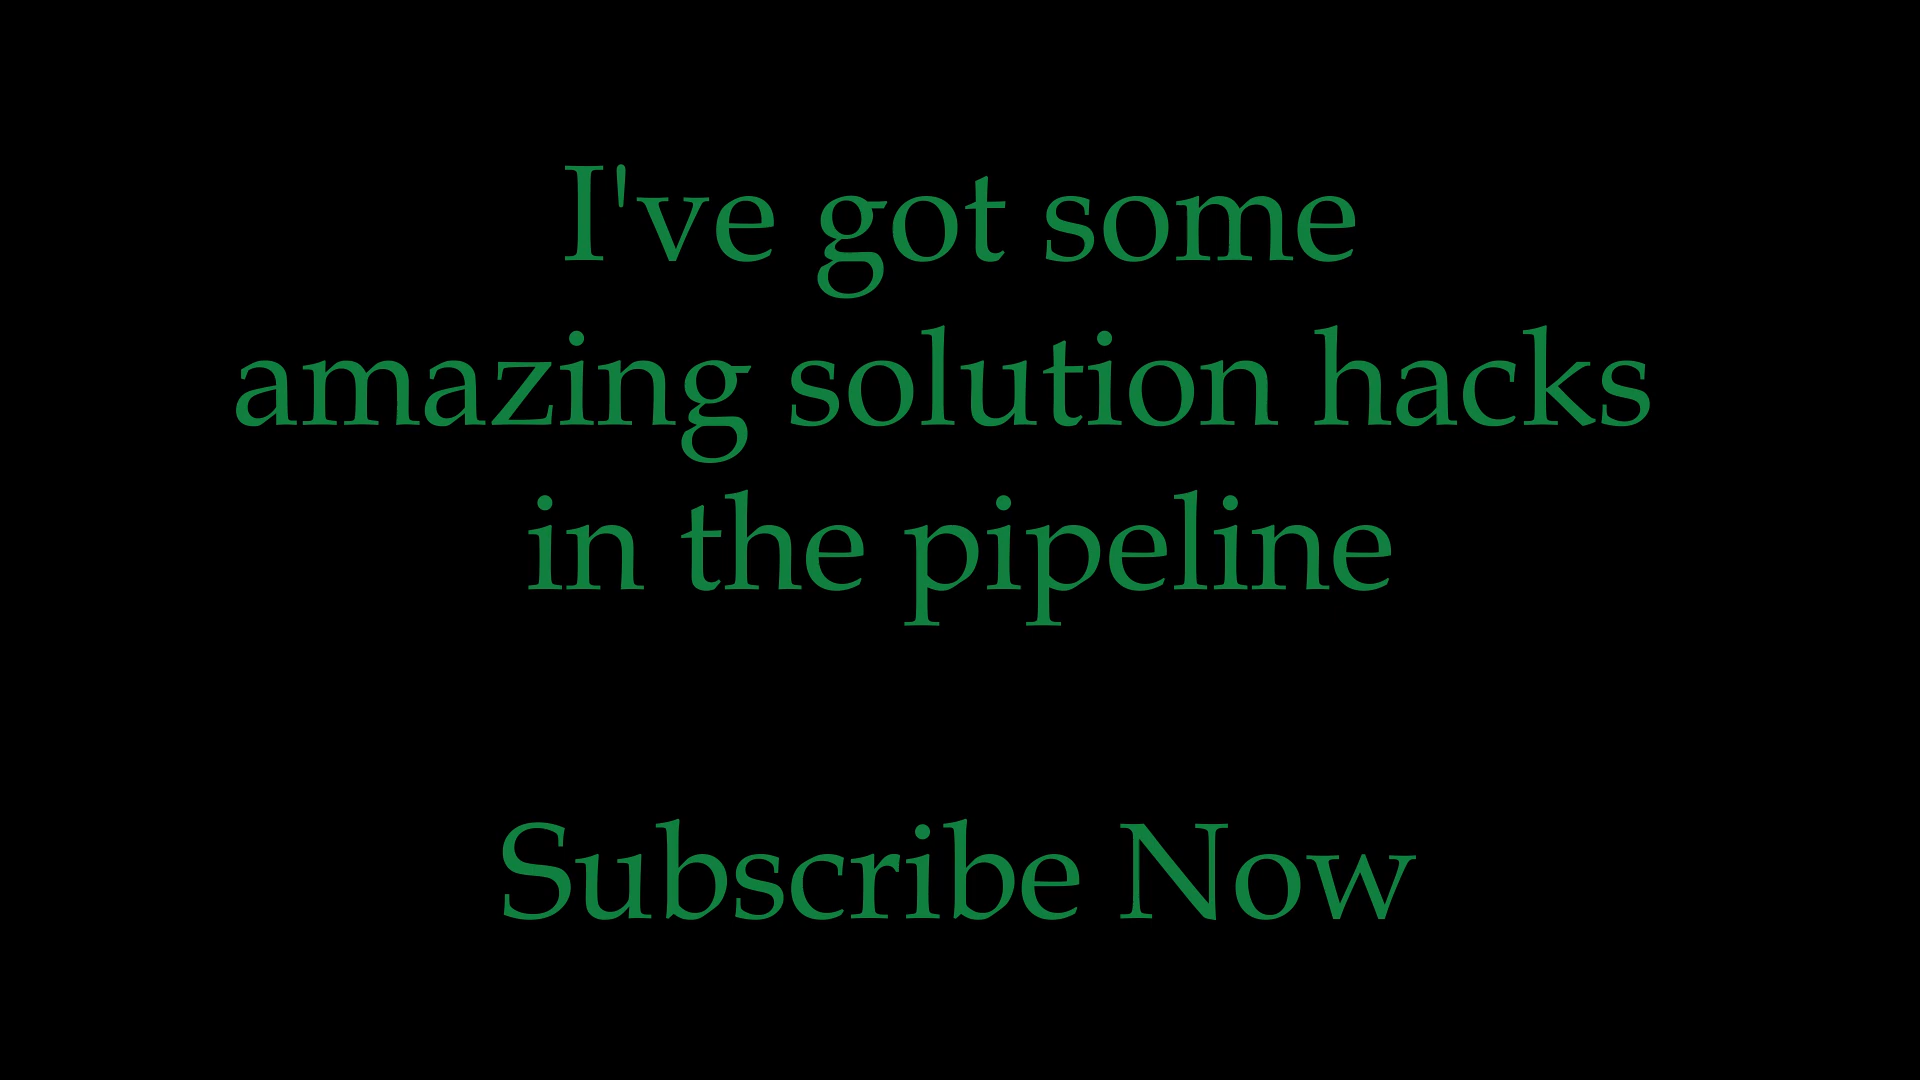 I've got some
amazing solution hacks
in the pipeline
Subscribe Now